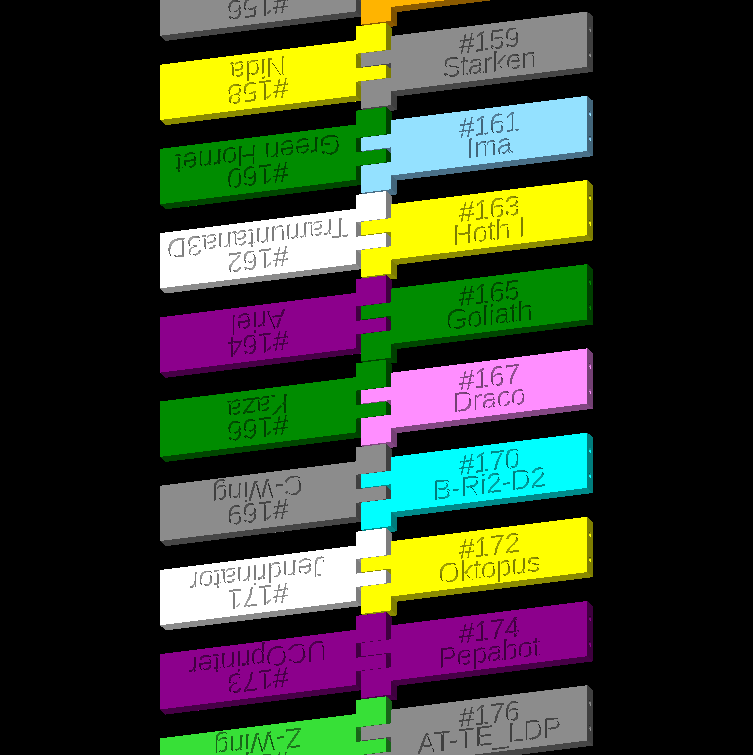 #156
#159
Starken
Nida
#158
#161
Ima
Green Hornet
#160
#163
Hoth I
Tramuntana3D
#162
#165
Goliath
Ariel
#164
#167
Draco
Kaza
#166
#170
B-Ri2-D2
C-Wing
#169
#172
Oktopus
Jendrinator
#171
#174
Pepabot
UCOprinter
#173
#176
AT-TE_LDP
Z-Wing